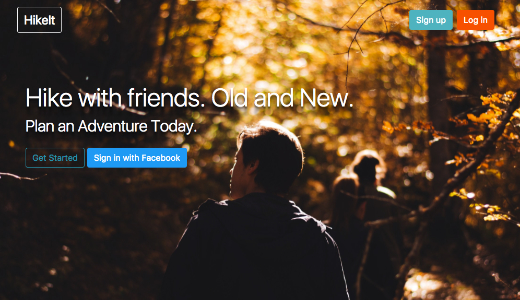 HikeIt
Sign up
Log in
Hike with friends. Old and New.
Plan an Adventure Today.
Get Started
Sign in with Facebook